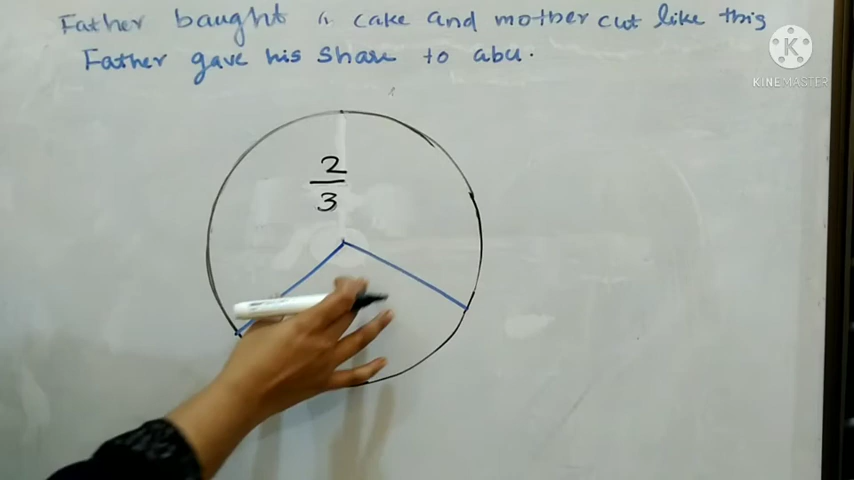 Father baught a cake and mother cut like this
Father gave his share to abu.
K
KINEMASTER
2
3